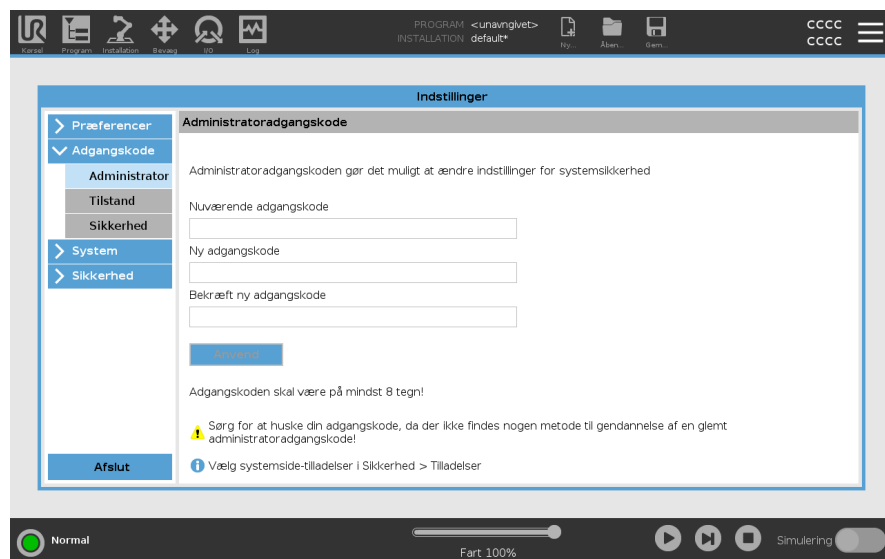 PROGRAM <unavngivet>
INSTALLATION default*
CCCC
CCCC
Kørsel Program Installation Bevæg I/O Log Ny... Åben... Gem...
Indstillinger
Præferencer
Adgangskode
Administrator
Tilstand
Sikkerhed
System
Sikkerhed
Afslut
Administratoradgangskode
Administratoradgangskoden gør det muligt at ændre indstillinger for systemsikkerhed
Nuværende adgangskode
Ny adgangskode
Bekræft ny adgangskode
Anvend
Adgangskoden skal være på mindst 8 tegn!
Sørg for at huske din adgangskode, da der ikke findes nogen metode til gendannelse af en glemt
administratoradgangskode!
Vælg systemside-tilladelser i Sikkerhed > Tilladelser
Normal
Fart 100%
Simulering